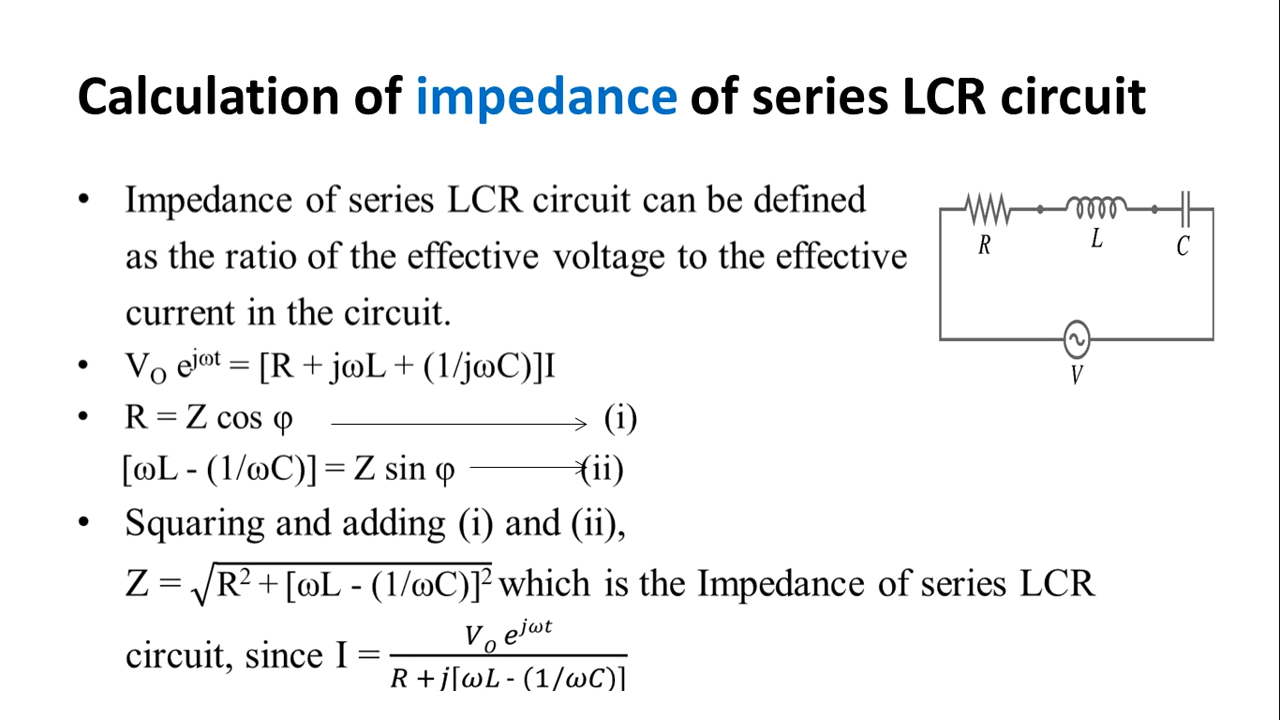 Calculation of impedance of series LCR circuit
• Impedance of series LCR circuit can be defined
as the ratio of the effective voltage to the effective
current in the circuit.
R
L
C
V
• V_O e^{jωt} = [R + jωL + (1/jωC)]I
• R = Z cos φ ⟶ (i)
[ωL - (1/ωC)] = Z sin φ ⟶ (ii)
• Squaring and adding (i) and (ii),
Z = √(R² + [ωL - (1/ωC)]²) which is the Impedance of series LCR
circuit, since I = V_o e^{jωt} / R + j[ωL - (1/ωC)]